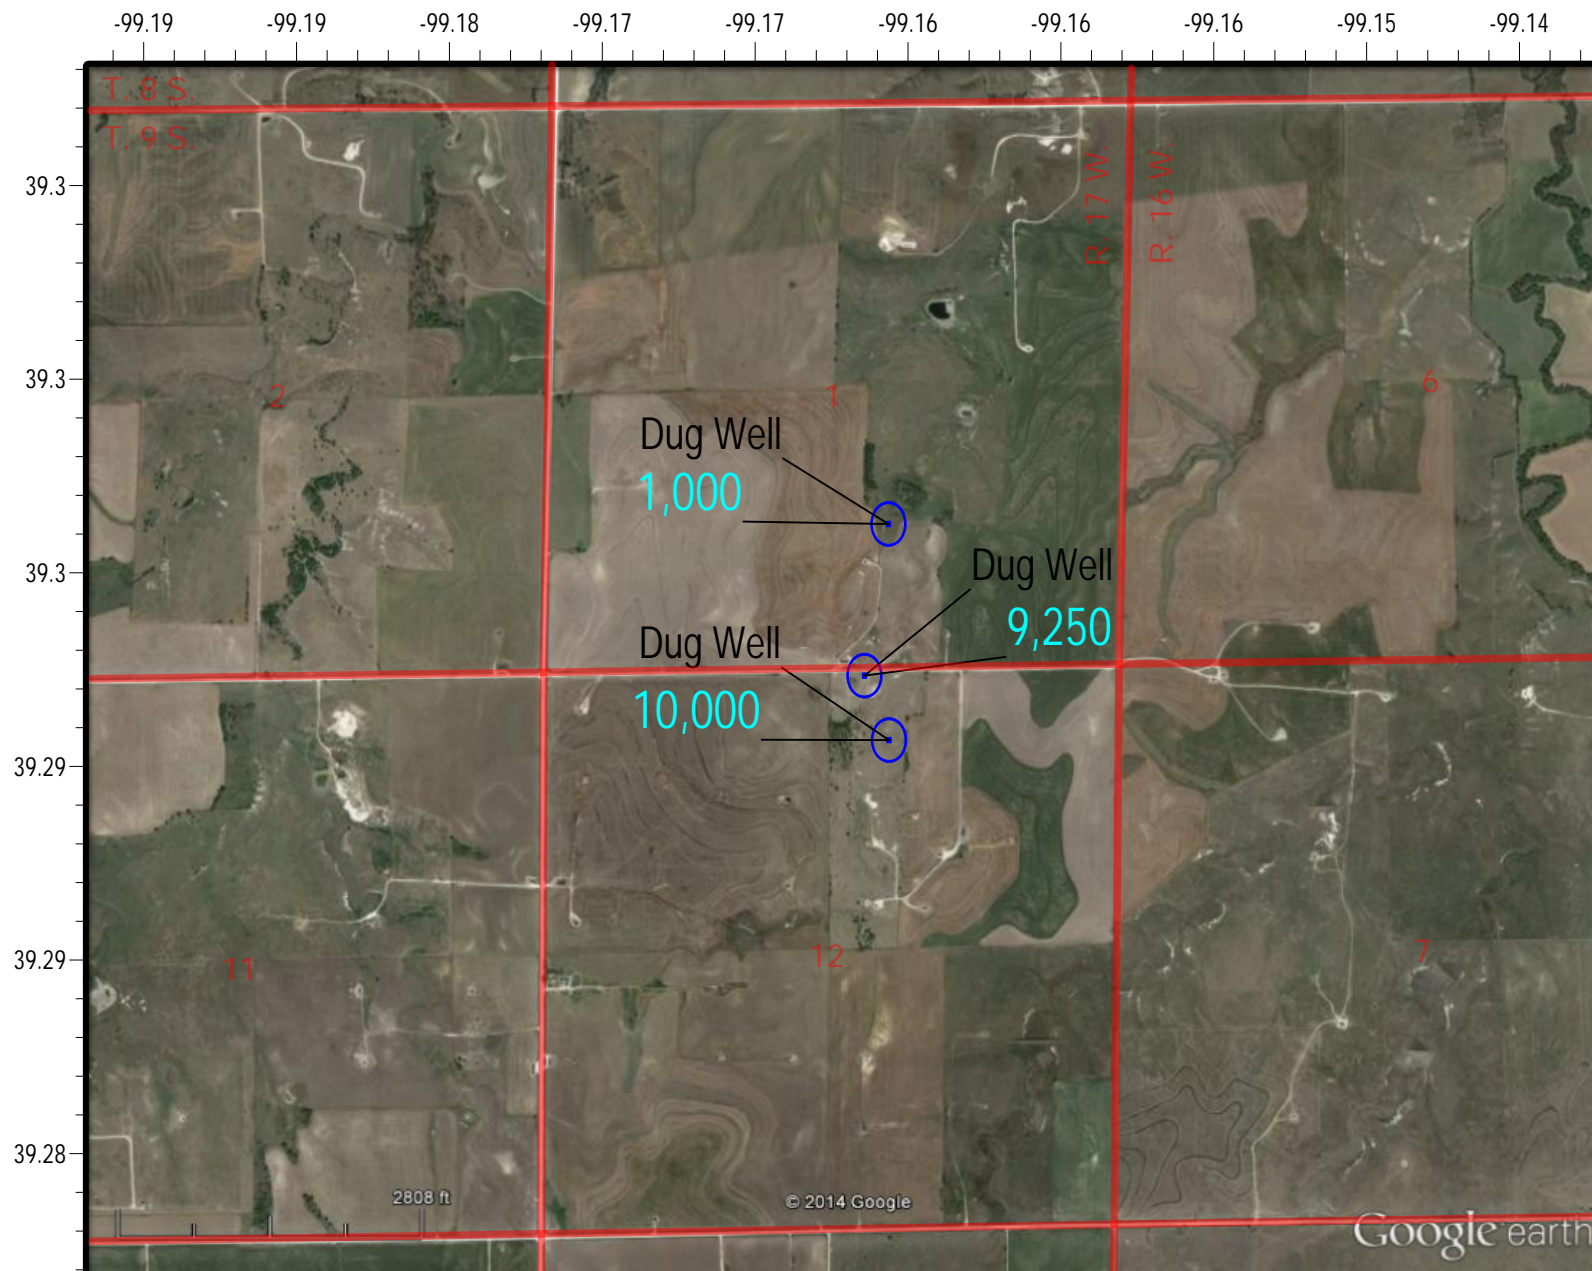 -99.19 -99.19 -99.18 -99.17 -99.17 -99.16 -99.16 -99.16 -99.15 -99.14
T. 8 S.
T. 9 S.
R. 17 W.
R. 16 W.
39.3
39.3
2
1
6
Dug Well
1,000
Dug Well
39.3
9,250
Dug Well
10,000
39.29
39.29
11
12
7
39.28
2808 ft
© 2014 Google
Google earth